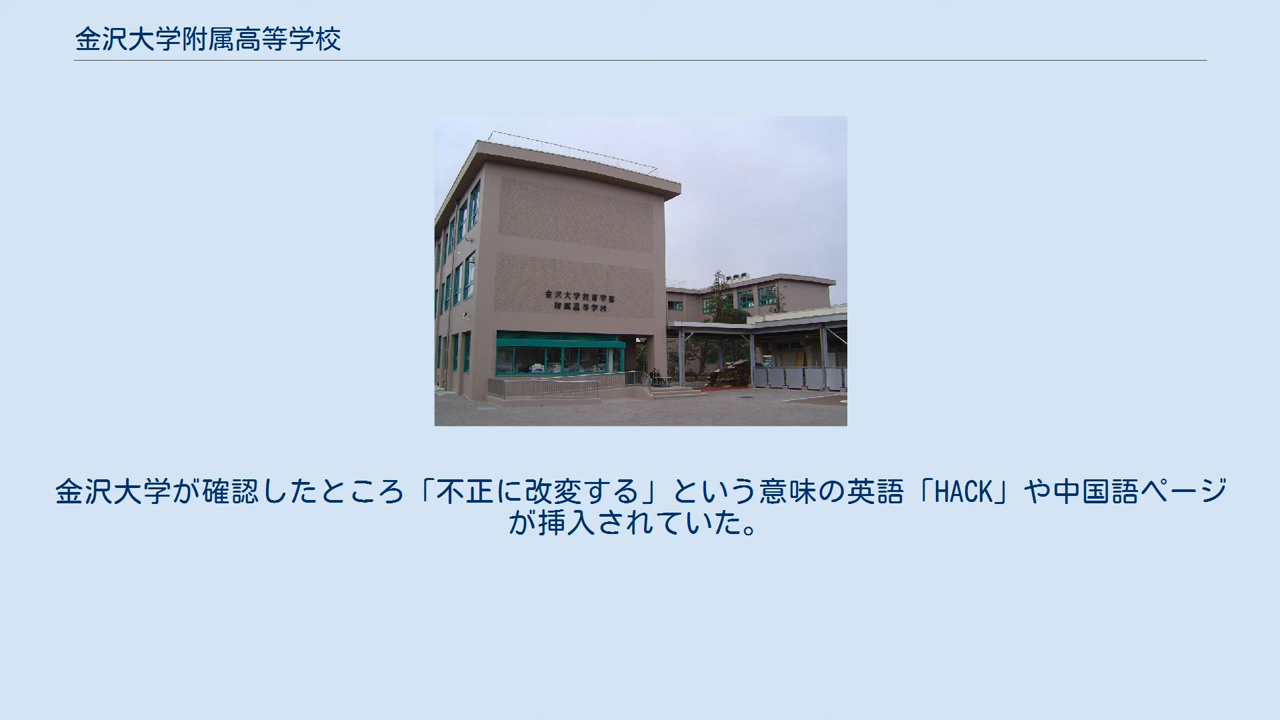 金沢大学附属高等学校
金沢大学教育学部
附属高等学校
金沢大学が確認したところ「不正に改変する」という意味の英語「HACK」や中国語ページ
が挿入されていた。